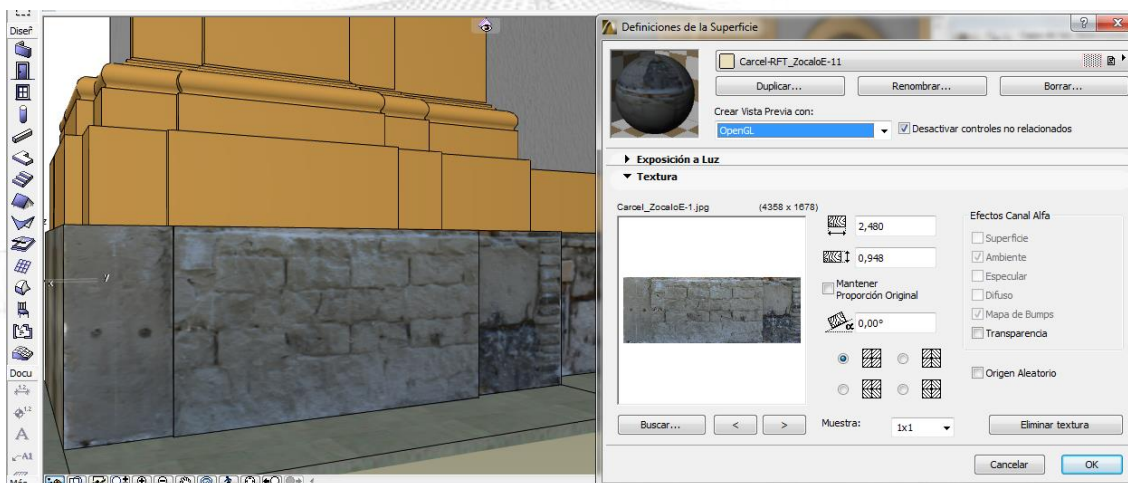 Diseñ
Docu
Más
Definiciones de la Superficie
Carcel-RFT_ZocaloE-11
Duplicar...
Renombrar...
Borrar...
Crear Vista Previa con:
OpenGL
Desactivar controles no relacionados
Exposición a Luz
Textura
Carcel_ZocaloE-1.jpg (4358 x 1678)
2,480
0,948
Mantener
Proporción Original
α
0,00°
Efectos Canal Alfa
Superficie
Ambiente
Especular
Difuso
Mapa de Bumps
Transparencia
Origen Aleatorio
Buscar...
<
>
Muestra:
1x1
Eliminar textura
Cancelar
OK